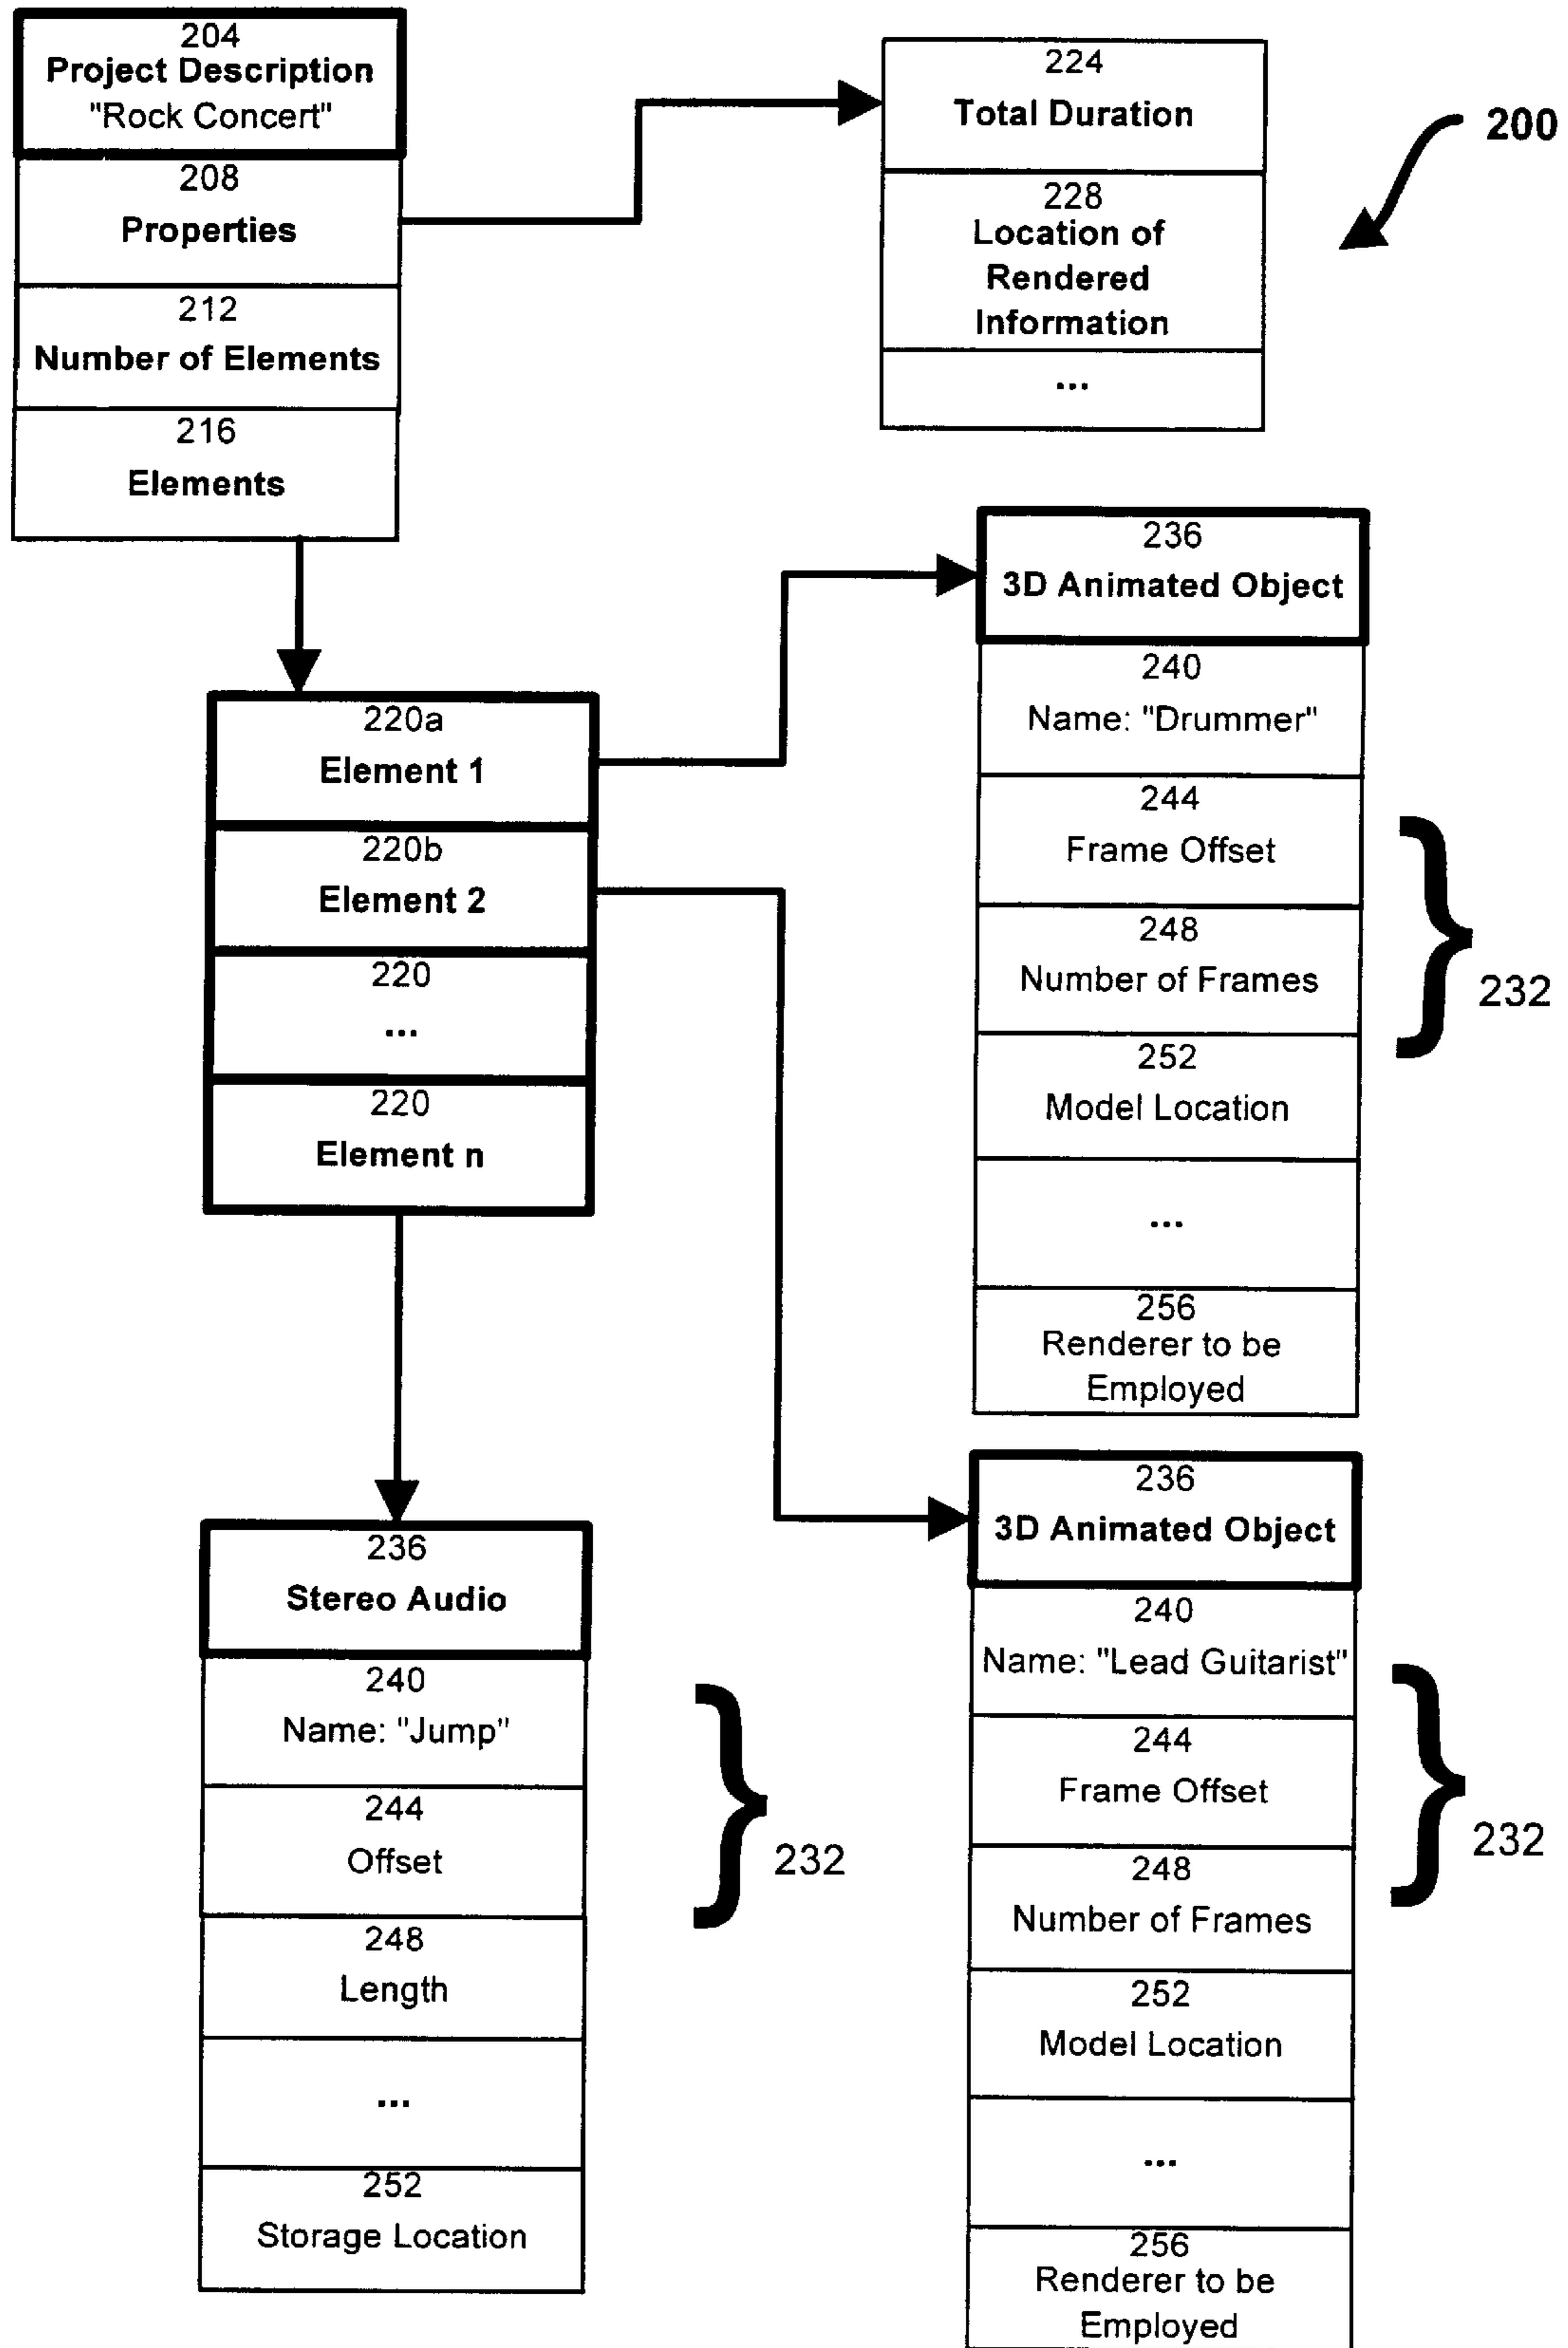 204
Project Description
"Rock Concert"
208
Properties
212
Number of Elements
216
Elements
224
Total Duration
228
Location of
Rendered
Information
...
200
220a
Element 1
220b
Element 2
220
...
220
Element n
236
3D Animated Object
240
Name: "Drummer"
244
Frame Offset
248
Number of Frames
252
Model Location
...
256
Renderer to be
Employed
232
236
Stereo Audio
240
Name: "Jump"
244
Offset
248
Length
...
252
Storage Location
232
236
3D Animated Object
240
Name: "Lead Guitarist"
244
Frame Offset
248
Number of Frames
252
Model Location
...
256
Renderer to be
Employed
232